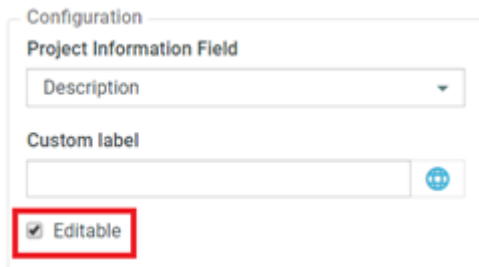 Configuration
Project Information Field
Description
Custom label
Editable